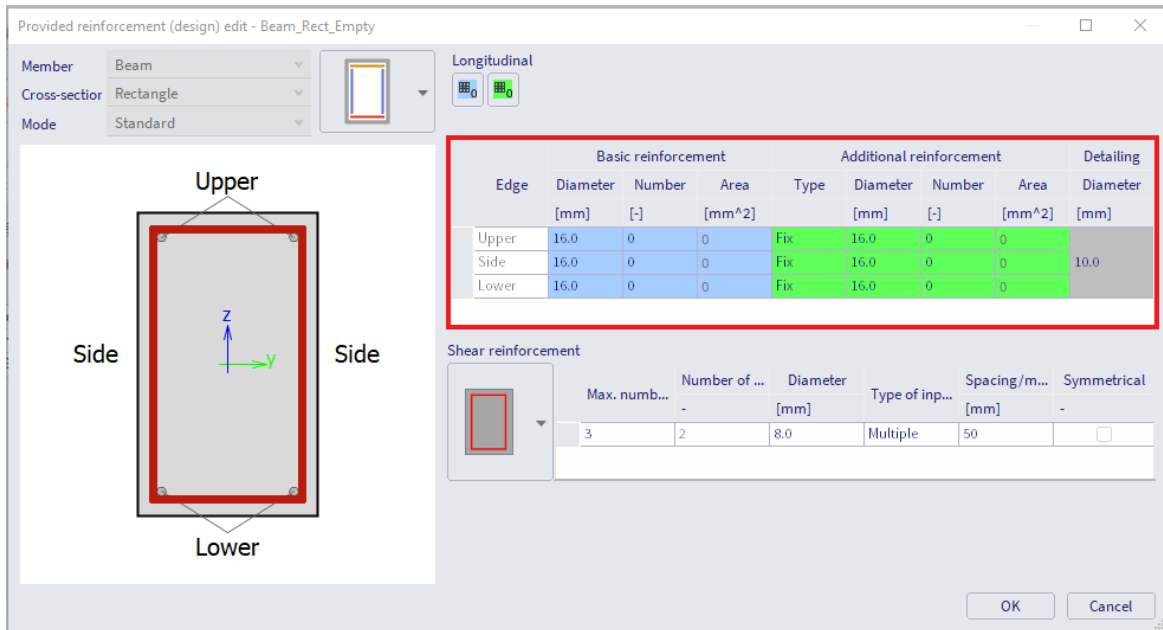 Provided reinforcement (design) edit - Beam_Rect_Empty
Member Beam
Cross-section Rectangle
Mode Standard
Longitudinal
0 0
Basic reinforcement Additional reinforcement Detailing
Edge Diameter Number Area Type Diameter Number Area Diameter
[mm] [-] [mm^2] [mm] [-] [mm^2] [mm]
Upper 16.0 0 0 Fix 16.0 0 0
Side 16.0 0 0 Fix 16.0 0 0 10.0
Lower 16.0 0 0 Fix 16.0 0 0
Upper
z
Side y Side
Lower
Shear reinforcement
Max. numb... Number of ... Diameter Type of inp... Spacing/m... Symmetrical
- [mm] [mm] -
3 2 8.0 Multiple 50
OK Cancel